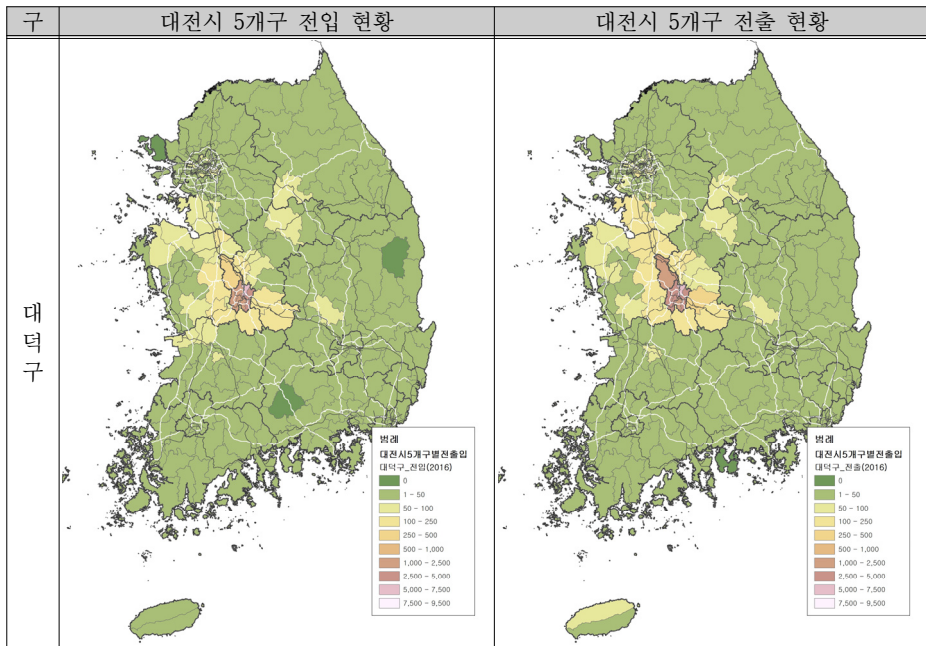 구
대전시 5개구 전입 현황
대전시 5개구 전출 현황
대
덕
구
범례
대전시5개구별전출입
대덕구_전입(2016)
0
1 - 50
50 - 100
100 - 250
250 - 500
500 - 1,000
1,000 - 2,500
2,500 - 5,000
5,000 - 7,500
7,500 - 9,500
범례
대전시5개구별전출입
대덕구_전출(2016)
0
1 - 50
50 - 100
100 - 250
250 - 500
500 - 1,000
1,000 - 2,500
2,500 - 5,000
5,000 - 7,500
7,500 - 9,500